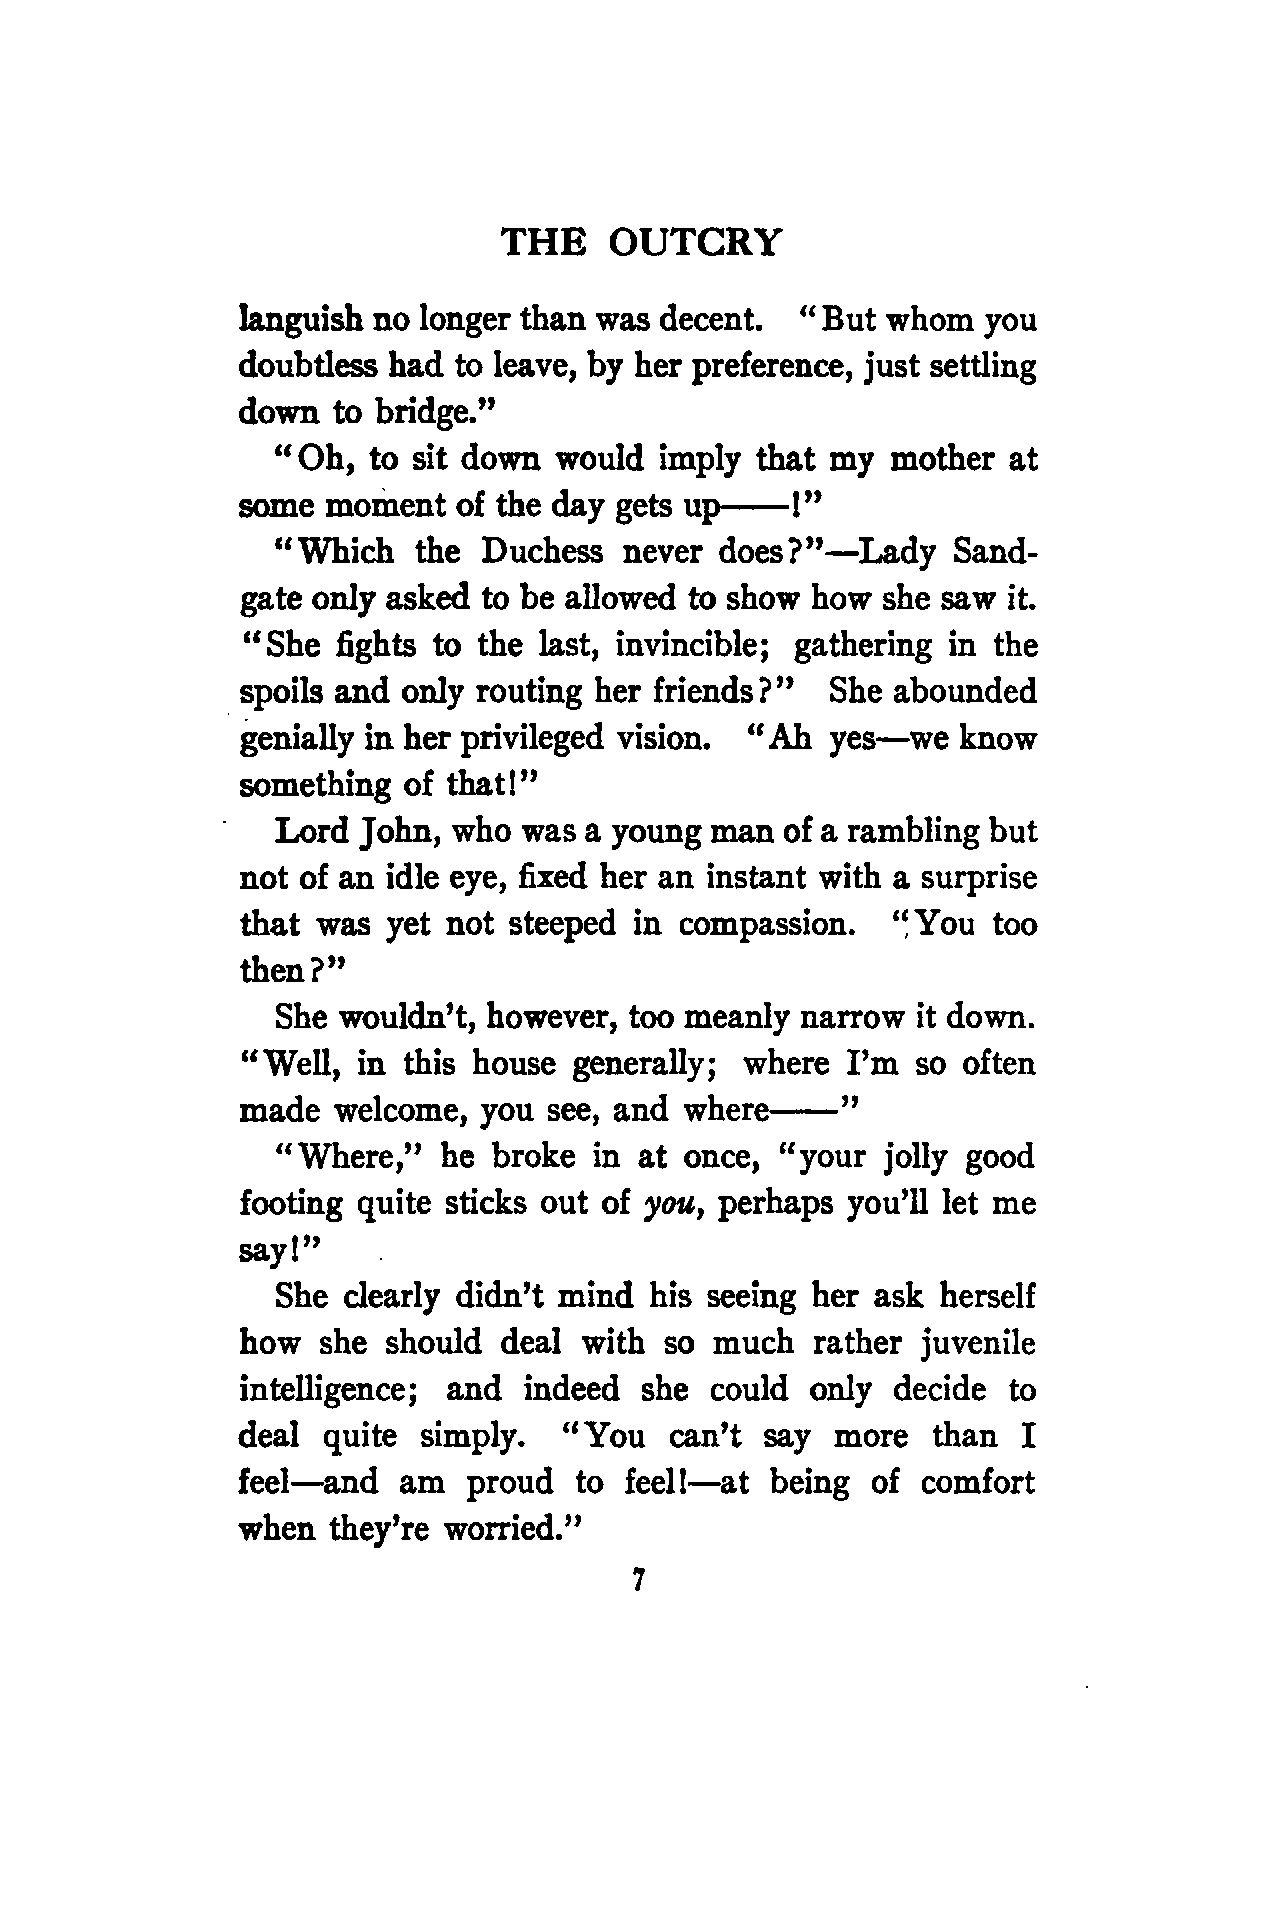 THE OUTCRY
languish no longer than was decent. "But whom you
doubtless had to leave, by her preference, just settling
down to bridge."
"Oh, to sit down would imply that my mother at
some moment of the day gets up——!"
"Which the Duchess never does?"—Lady Sand-
gate only asked to be allowed to show how she saw it.
"She fights to the last, invincible; gathering in the
spoils and only routing her friends?" She abounded
genially in her privileged vision. "Ah yes—we know
something of that!"
Lord John, who was a young man of a rambling but
not of an idle eye, fixed her an instant with a surprise
that was yet not steeped in compassion. "You too
then?"
She wouldn't, however, too meanly narrow it down.
"Well, in this house generally; where I'm so often
made welcome, you see, and where——"
"Where," he broke in at once, "your jolly good
footing quite sticks out of you, perhaps you'll let me
say!"
She clearly didn't mind his seeing her ask herself
how she should deal with so much rather juvenile
intelligence; and indeed she could only decide to
deal quite simply. "You can't say more than I
feel—and am proud to feel!—at being of comfort
when they're worried."
7